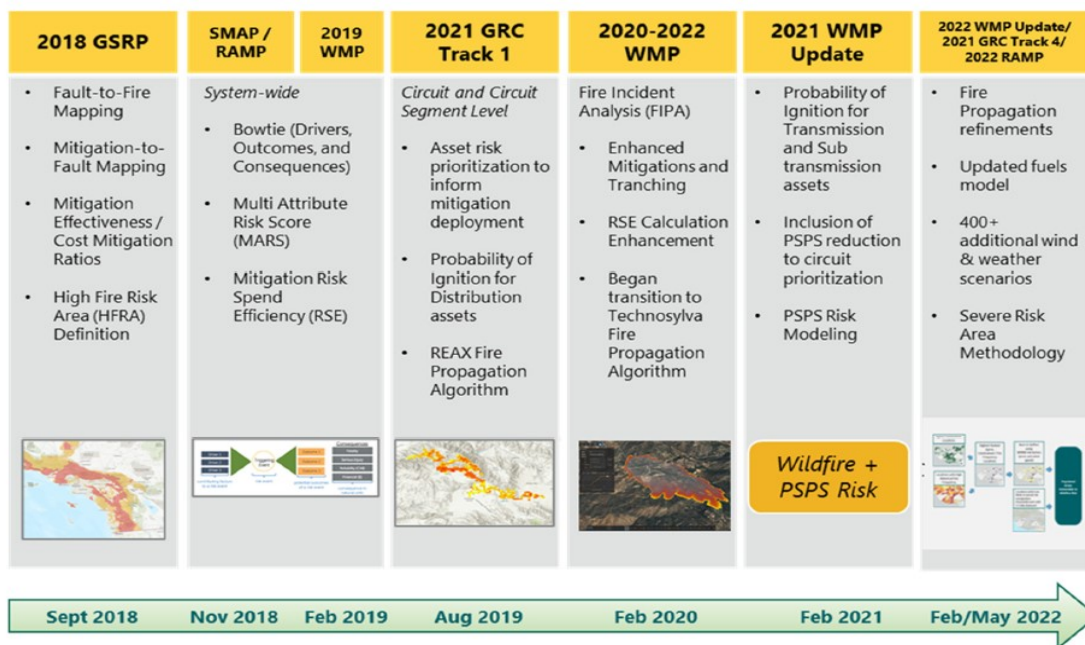 2018 GSRP
Fault-to-Fire
Mapping
Mitigation-to-
Fault Mapping
Mitigation
Effectiveness /
Cost Mitigation
Ratios
High Fire Risk
Area (HFRA)
Definition
SMAP /
RAMP
2019
WMP
System-wide
Bowtie (Drivers,
Outcomes, and
Consequences)
Multi Attribute
Risk Score
(MARS)
Mitigation Risk
Spend
Efficiency (RSE)
2021 GRC
Track 1
Circuit and Circuit
Segment Level
Asset risk
prioritization to
inform
mitigation
deployment
Probability of
Ignition for
Distribution
assets
REAX Fire
Propagation
Algorithm
2020-2022
WMP
Fire Incident
Analysis (FIPA)
Enhanced
Mitigations and
Tranching
RSE Calculation
Enhancement
Began
transition to
Technosylva
Fire
Propagation
Algorithm
2021 WMP
Update
Probability of
Ignition for
Transmission
and Sub
transmission
assets
Inclusion of
PSPS reduction
to circuit
prioritization
PSPS Risk
Modeling
Wildfire +
PSPS Risk
2022 WMP Update/
2021 GRC Track 4/
2022 RAMP
Fire
Propagation
refinements
Updated fuels
model
400+
additional wind
& weather
scenarios
Severe Risk
Area
Methodology
Sept 2018
Nov 2018
Feb 2019
Aug 2019
Feb 2020
Feb 2021
Feb/May 2022